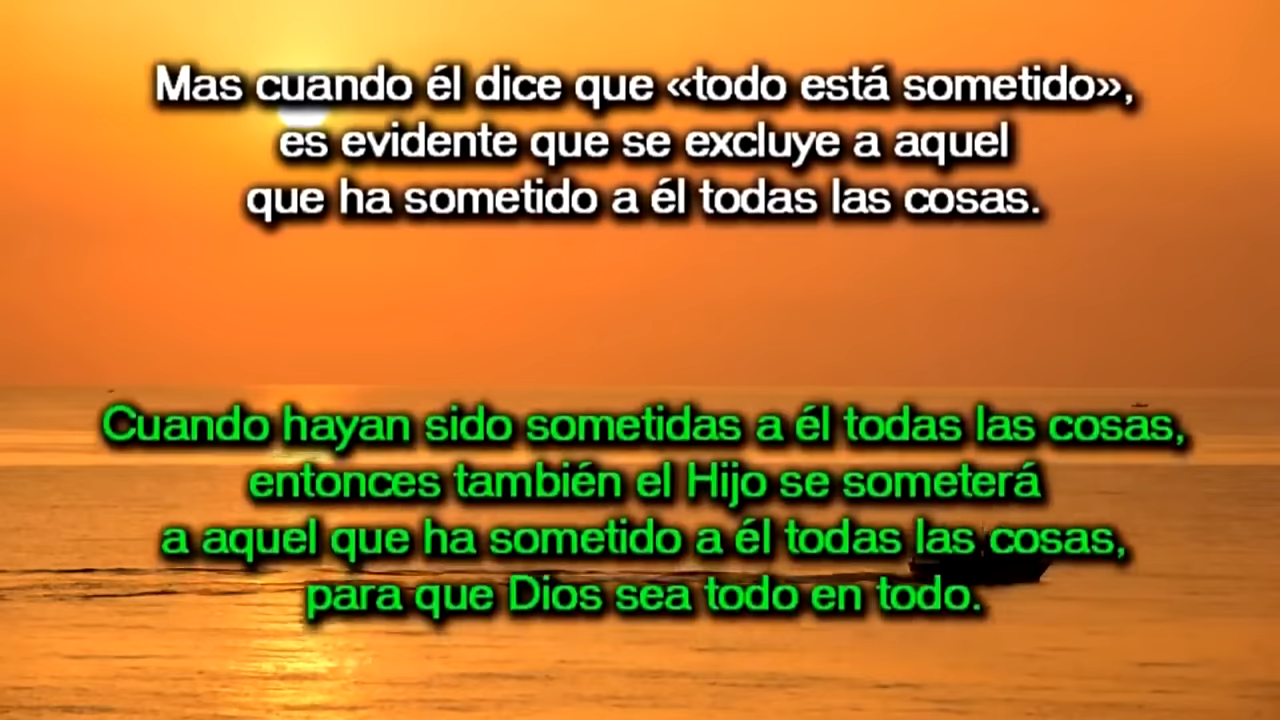 Mas cuando él dice que «todo está sometido»,
es evidente que se excluye a aquel
que ha sometido a él todas las cosas.
Cuando hayan sido sometidas a él todas las cosas,
entonces también el Hijo se someterá
a aquel que ha sometido a él todas las cosas,
para que Dios sea todo en todo.